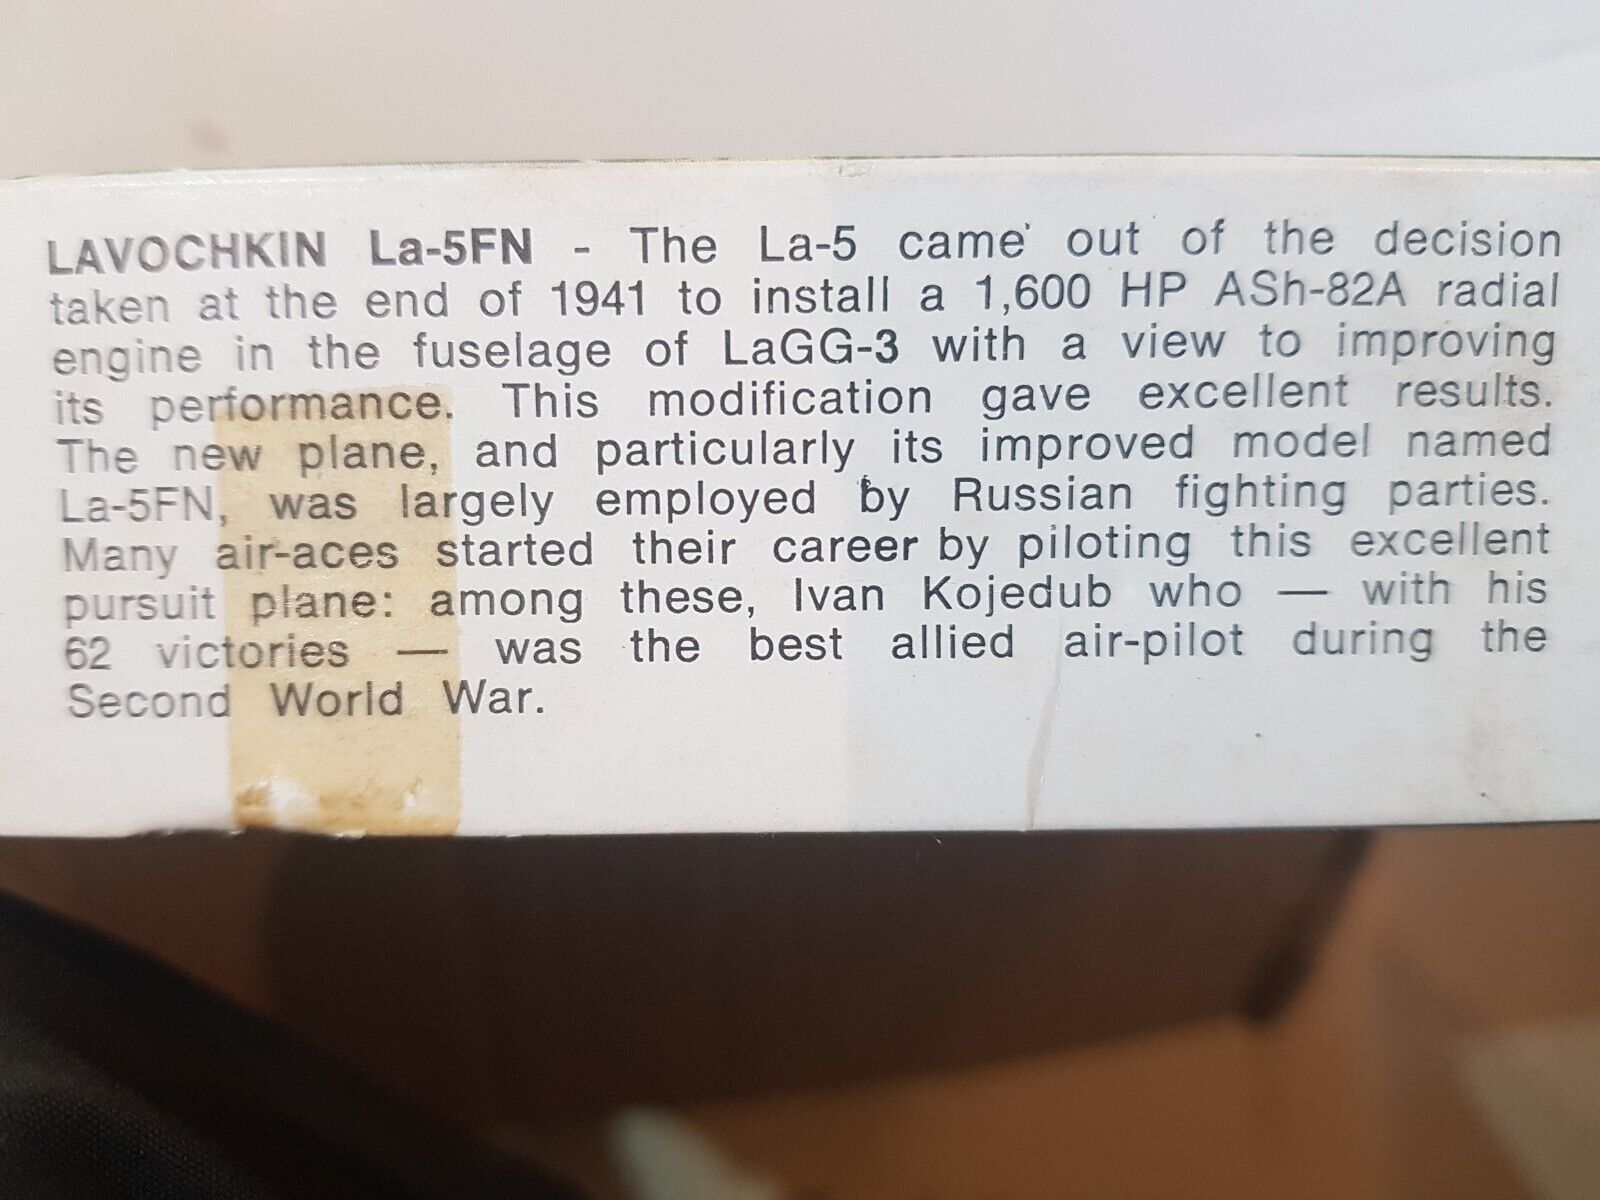 LAVOCHKIN La-5FN - The La-5 came out of the decision
taken at the end of 1941 to install a 1,600 HP ASh-82A radial
engine in the fuselage of LaGG-3 with a view to improving
its performance. This modification gave excellent results.
The new plane, and particularly its improved model named
La-5FN, was largely employed by Russian fighting parties.
Many air-aces started their career by piloting this excellent
pursuit plane: among these, Ivan Kojedub who — with his
62 victories — was the best allied air-pilot during the
Second World War.